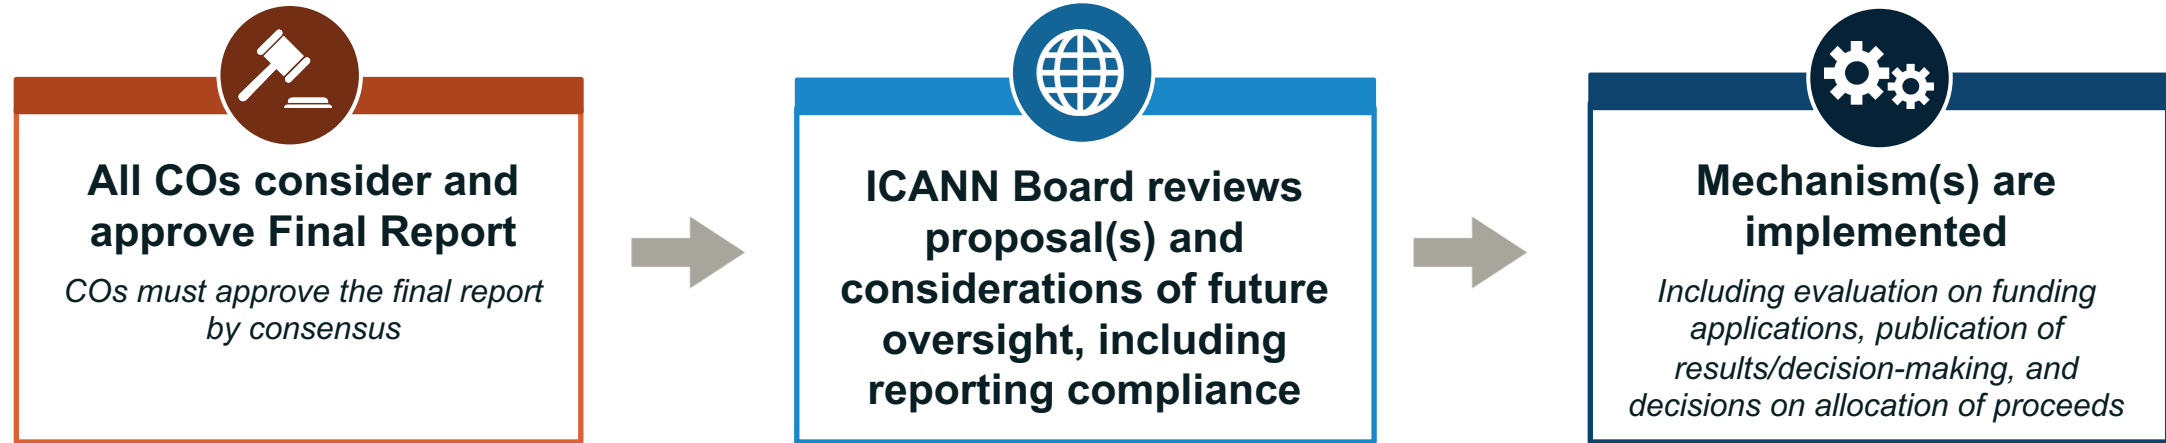 All COs consider and
approve Final Report
COs must approve the final report
by consensus
ICANN Board reviews
proposal(s) and
considerations of future
oversight, including
reporting compliance
Mechanism(s) are
implemented
Including evaluation on funding
applications, publication of
results/decision-making, and
decisions on allocation of proceeds